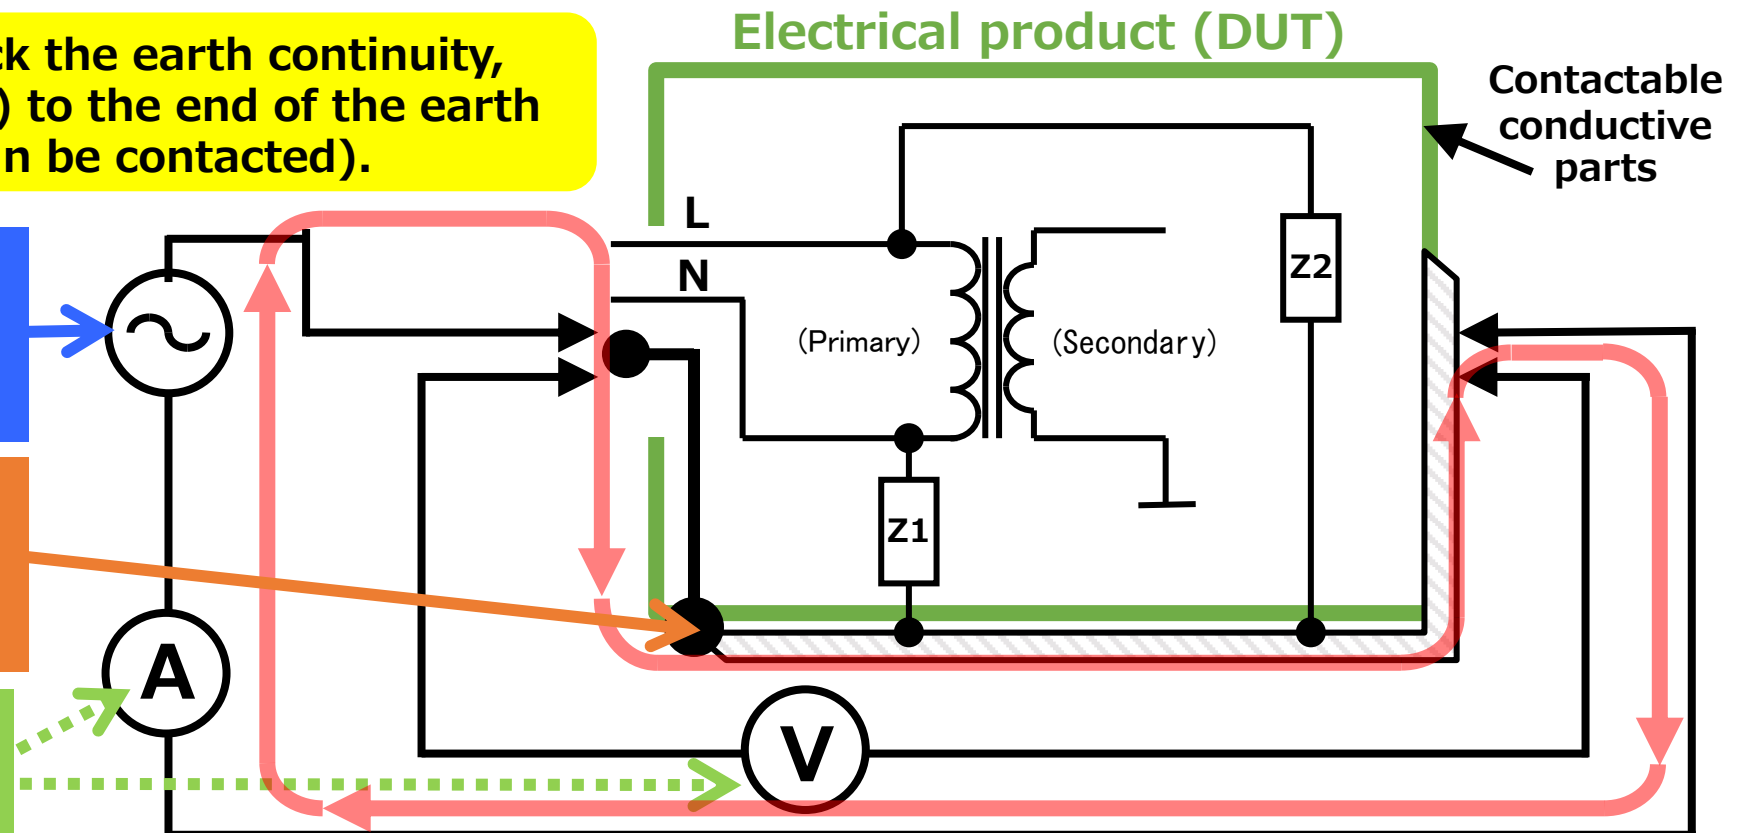 Electrical product (DUT)
ck the earth continuity,
) to the end of the earth
n be contacted).
Contactable
conductive
parts
L
N
Z2
(Primary)
(Secondary)
Z1
A
V